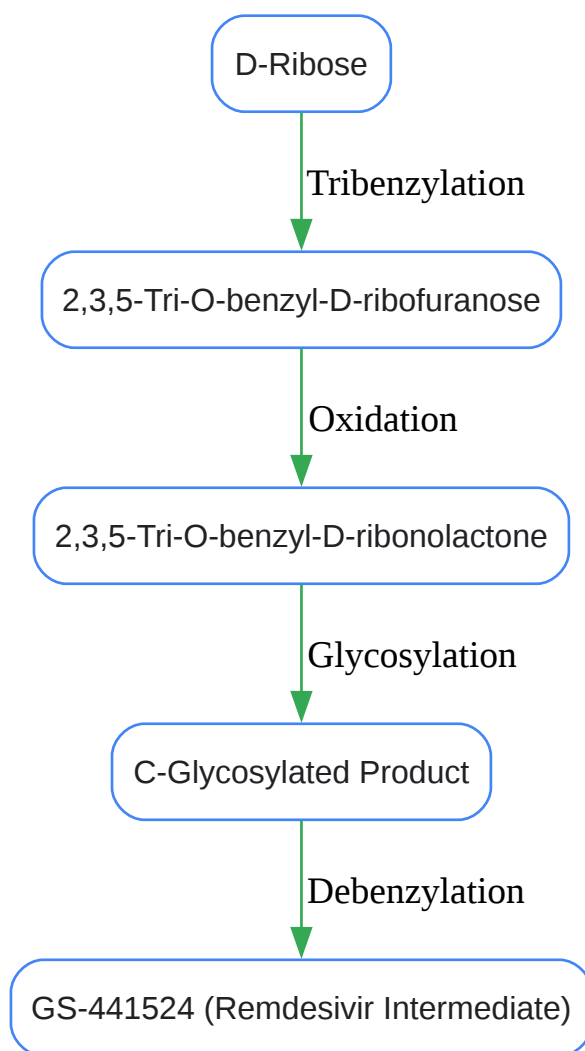 D-Ribose
Tribenzylation
2,3,5-Tri-O-benzyl-D-ribofuranose
Oxidation
2,3,5-Tri-O-benzyl-D-ribonolactone
Glycosylation
C-Glycosylated Product
Debenzylation
GS-441524 (Remdesivir Intermediate)